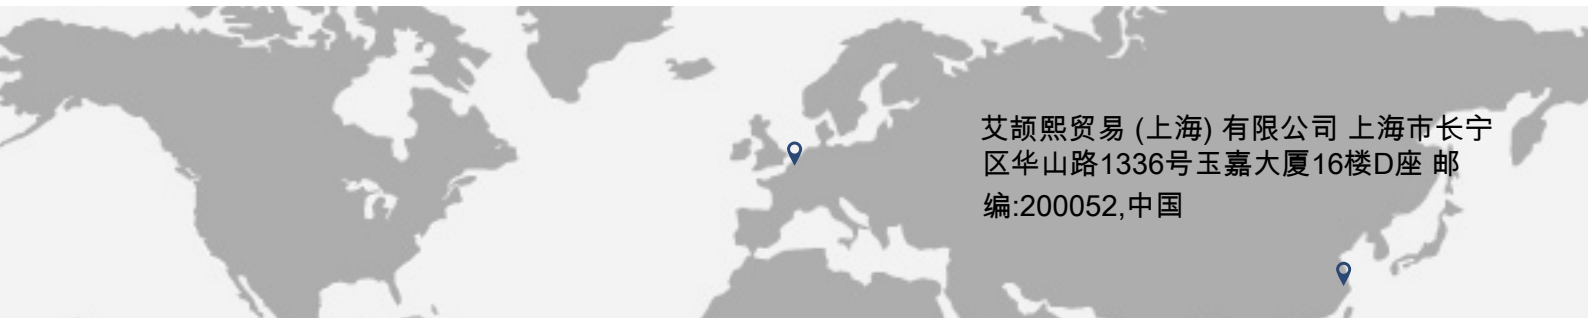 艾颉熙贸易 (上海) 有限公司 上海市长宁
区华山路1336号玉嘉大厦16楼D座 邮
编:200052,中国